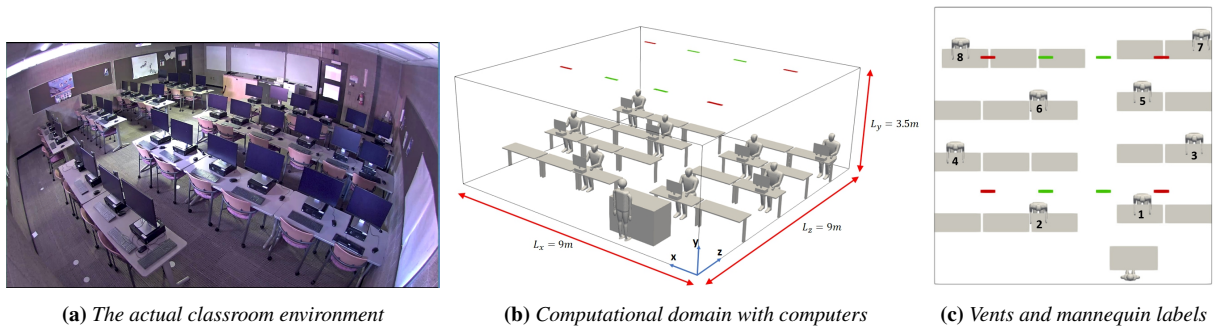 L_x = 9m
L_z = 9m
L_y = 3.5m
x
y
z
7
8
5
6
3
4
1
2
(a) The actual classroom environment
(b) Computational domain with computers
(c) Vents and mannequin labels